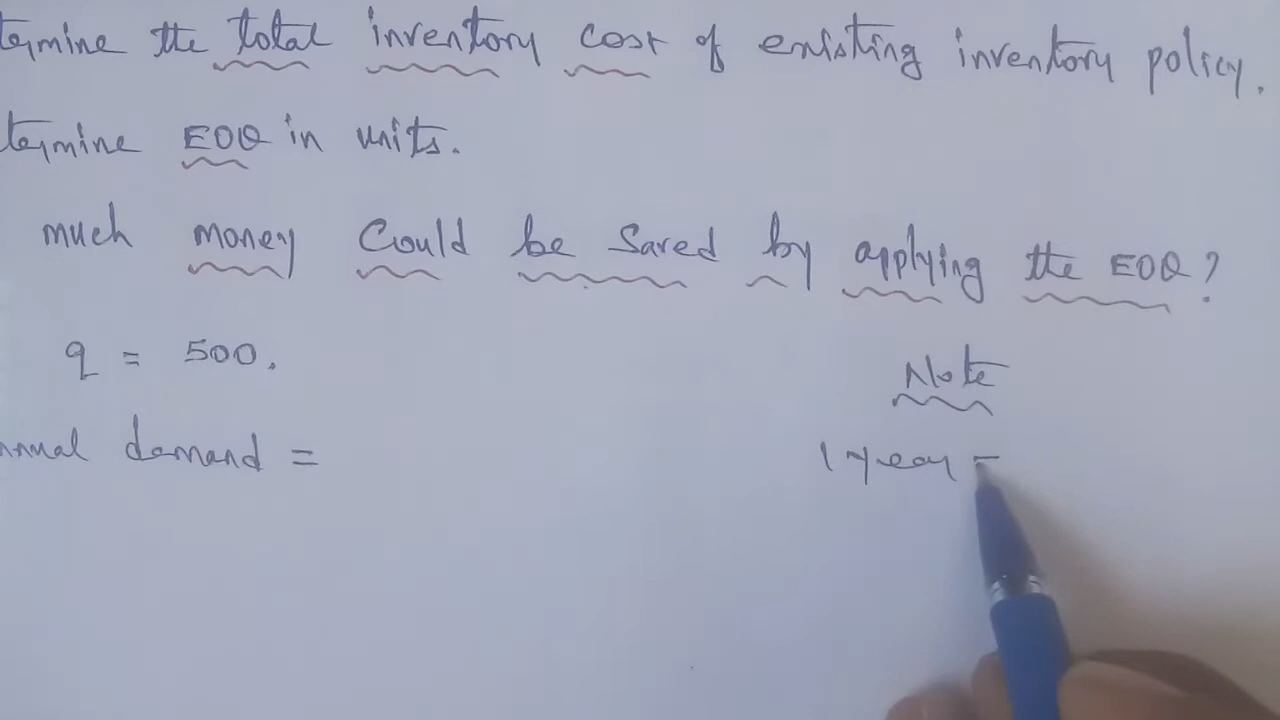 termine the total inventory cost of existing inventory policy.
termine EOQ in units.
much money could be saved by applying the EOQ?
q = 500.
Note
nnual demand =
1 year =